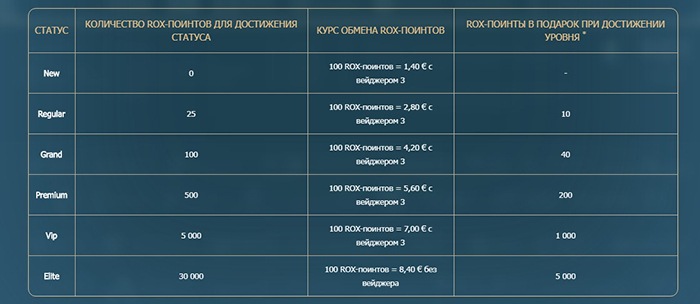 СТАТУС
КОЛИЧЕСТВО ROX-ПОИНТОВ ДЛЯ ДОСТИЖЕНИЯ
СТАТУСА
КУРС ОБМЕНА ROX-ПОИНТОВ
ROX-ПОИНТЫ В ПОДАРОК ПРИ ДОСТИЖЕНИИ
УРОВНЯ *
New
0
100 ROX-поинтов = 1,40 € с
вейджером 3
-
Regular
25
100 ROX-поинтов = 2,80 € с
вейджером 3
10
Grand
100
100 ROX-поинтов = 4,20 € с
вейджером 3
40
Premium
500
100 ROX-поинтов = 5,60 € с
вейджером 3
200
Vip
5 000
100 ROX-поинтов = 7,00 € с
вейджером 3
1 000
Elite
30 000
100 ROX-поинтов = 8,40 € без
вейджера
5 000